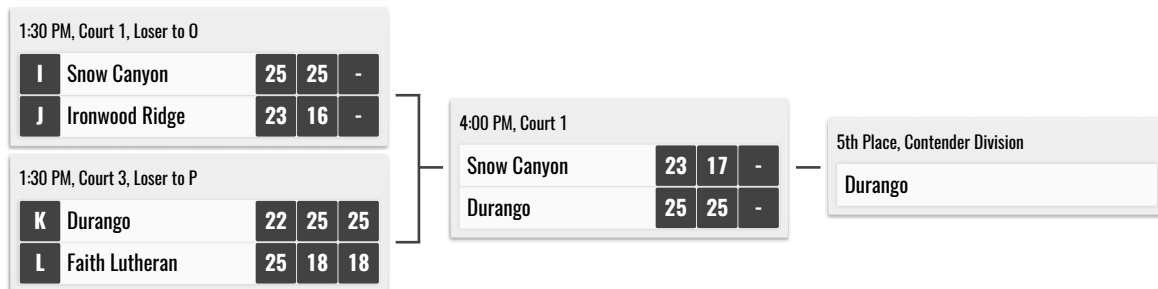 1:30 PM, Court 1, Loser to O
I Snow Canyon 25 25 -
J Ironwood Ridge 23 16 -
1:30 PM, Court 3, Loser to P
K Durango 22 25 25
L Faith Lutheran 25 18 18
4:00 PM, Court 1
Snow Canyon 23 17 -
Durango 25 25 -
5th Place, Contender Division
Durango